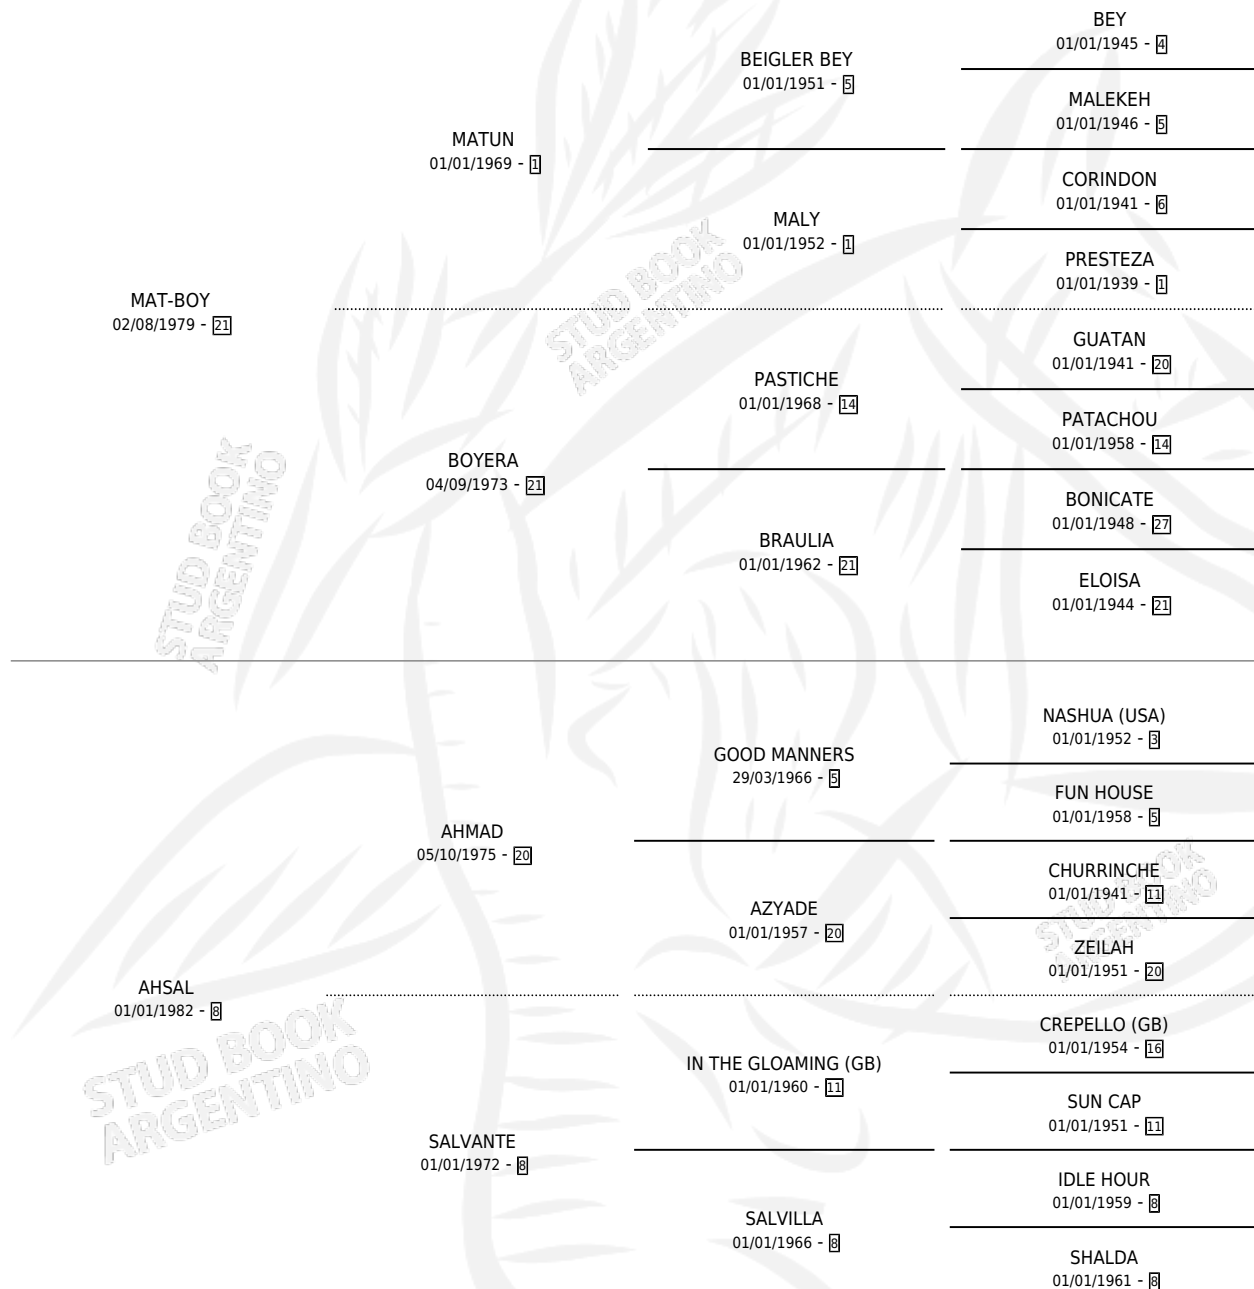 BEY
01/01/1945 - 4
BEIGLER BEY
01/01/1951 - 5
MALEKEH
01/01/1946 - 5
MATUN
01/01/1969 - 1
CORINDON
01/01/1941 - 6
MALY
01/01/1952 - 1
PRESTEZA
01/01/1939 - 1
MAT-BOY
02/08/1979 - 21
GUATAN
01/01/1941 - 20
PASTICHE
01/01/1968 - 14
PATACHOU
01/01/1958 - 14
BOYERA
04/09/1973 - 21
BONICATE
01/01/1948 - 27
BRAULIA
01/01/1962 - 21
ELOISA
01/01/1944 - 21
NASHUA (USA)
01/01/1952 - 3
GOOD MANNERS
29/03/1966 - 5
FUN HOUSE
01/01/1958 - 5
AHMAD
05/10/1975 - 20
CHURRINCHE
01/01/1941 - 11
AZYADE
01/01/1957 - 20
ZEILAH
01/01/1951 - 20
AHSAL
01/01/1982 - 8
CREPELLO (GB)
01/01/1954 - 16
IN THE GLOAMING (GB)
01/01/1960 - 11
SUN CAP
01/01/1951 - 11
SALVANTE
01/01/1972 - 8
IDLE HOUR
01/01/1959 - 8
SALVILLA
01/01/1966 - 8
SHALDA
01/01/1961 - 8
STUD BOOK
ARGENTINO
STUD BOOK
ARGENTINO
STUD BOOK
ARGENTINO
STUD BOOK
ARGENTINO